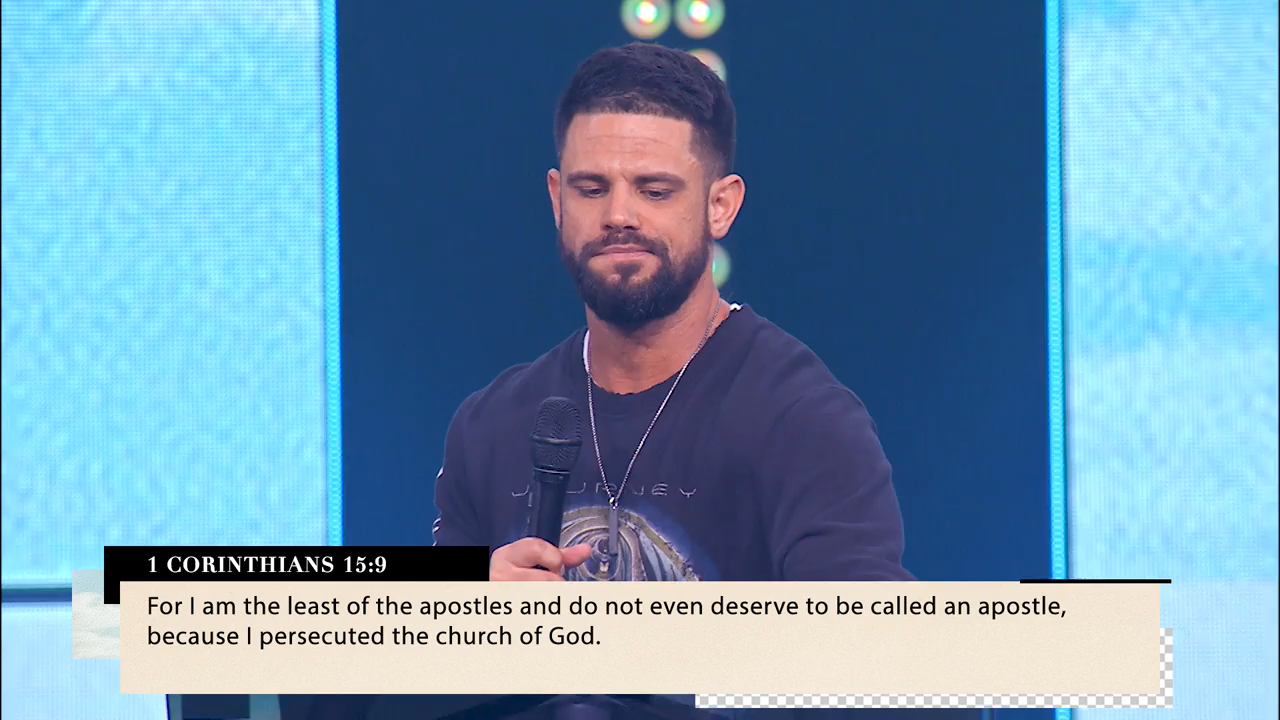 JOURNEY
1 CORINTHIANS 15:9
For I am the least of the apostles and do not even deserve to be called an apostle,
because I persecuted the church of God.